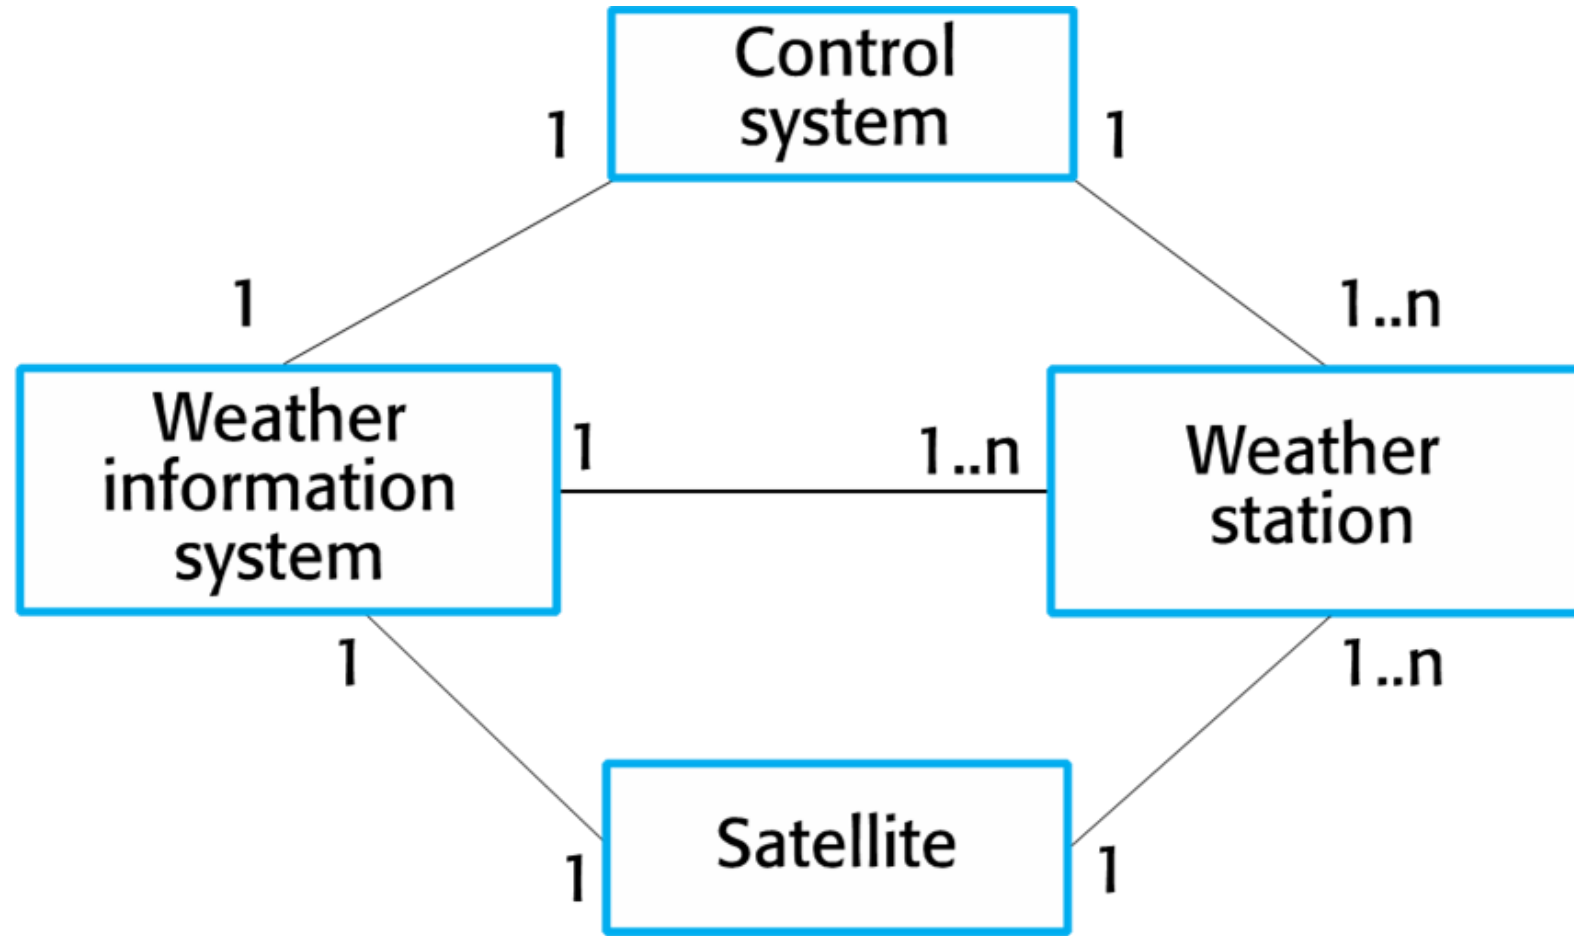 Control
system
1
1
1
1..n
Weather
information
system
1
1..n
Weather
station
1
1..n
Satellite
1
1